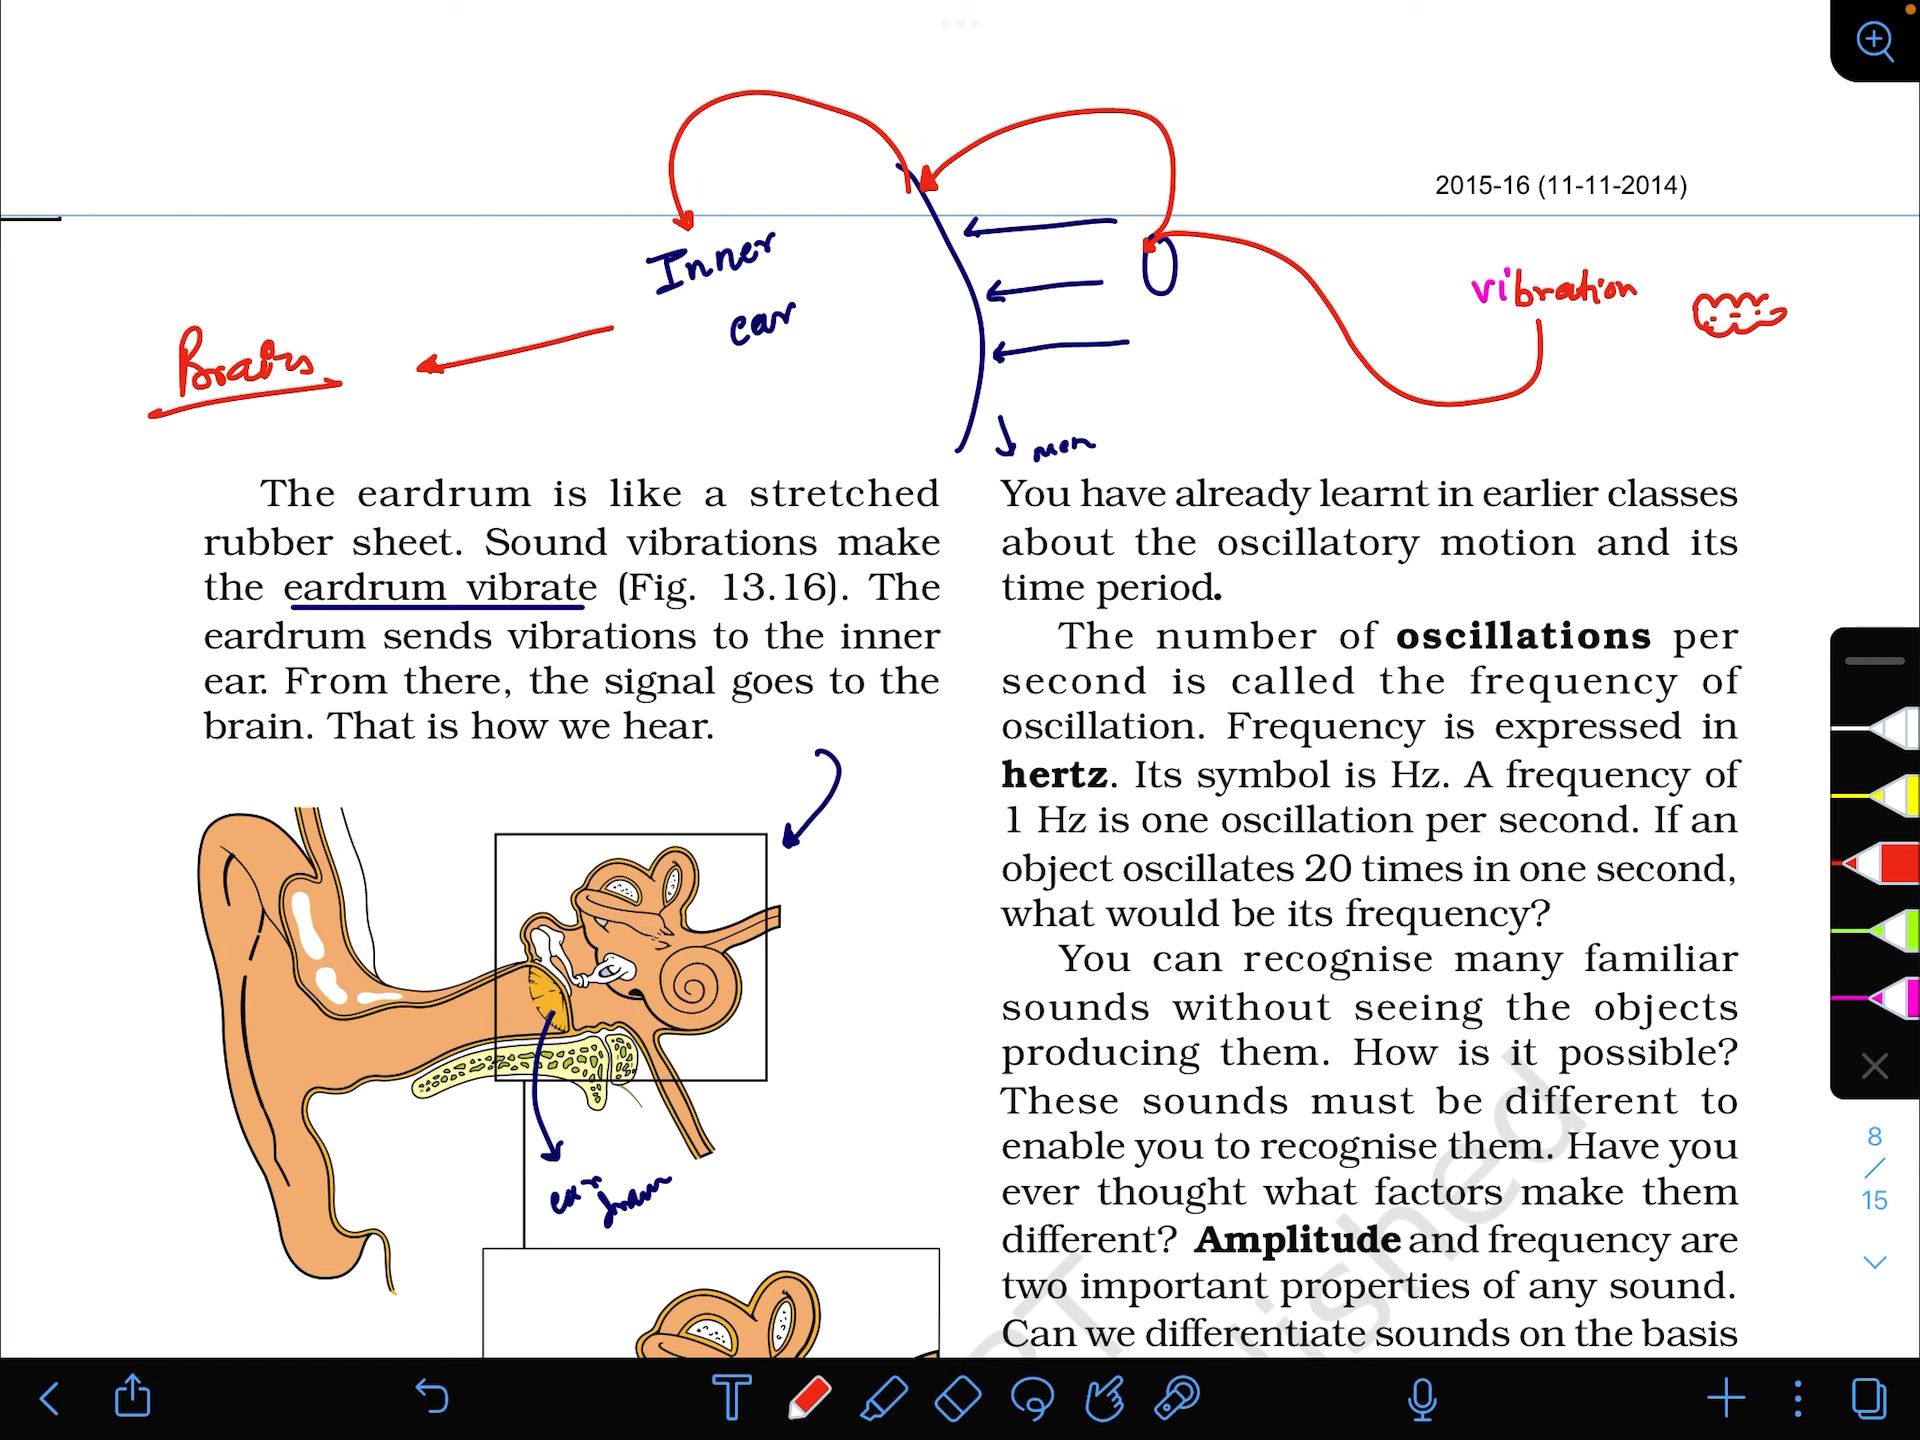 2015-16 (11-11-2014)
Inner
ear
vibration
The eardrum is like a stretched
rubber sheet. Sound vibrations make
the eardrum vibrate (Fig. 13.16). The
eardrum sends vibrations to the inner
ear. From there, the signal goes to the
brain. That is how we hear.
ear
You have already learnt in earlier classes
about the oscillatory motion and its
time period.
The number of oscillations per
second is called the frequency of
oscillation. Frequency is expressed in
hertz. Its symbol is Hz. A frequency of
1 Hz is one oscillation per second. If an
object oscillates 20 times in one second,
what would be its frequency?
You can recognise many familiar
sounds without seeing the objects
producing them. How is it possible?
These sounds must be different to
enable you to recognise them. Have you
ever thought what factors make them
different? Amplitude and frequency are
two important properties of any sound.
Can we differentiate sounds on the basis
8
/
15